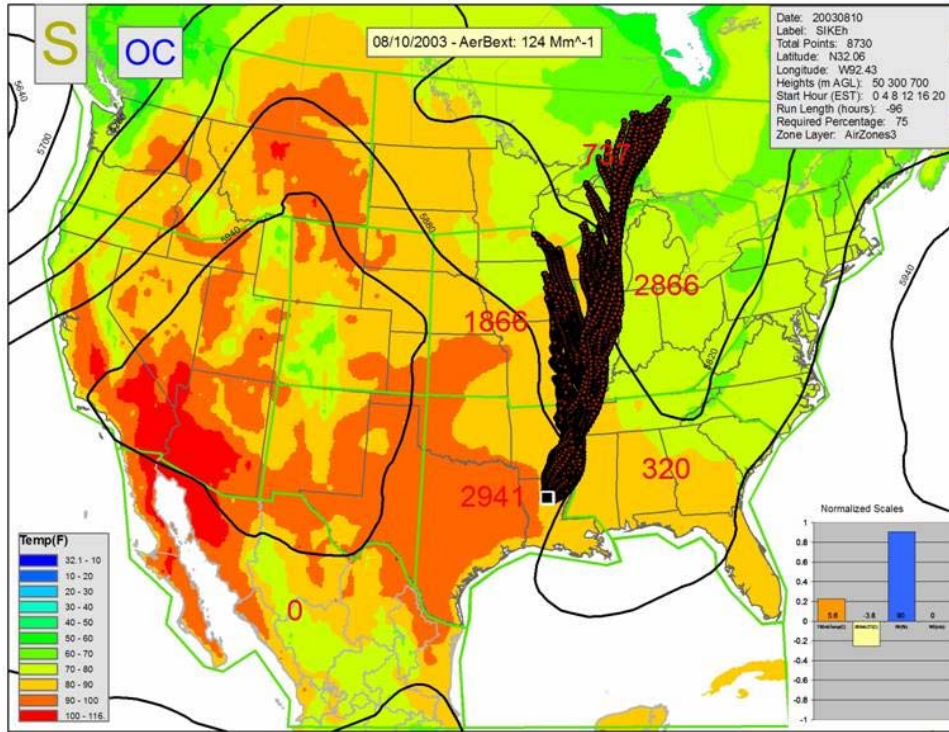 S
OC
08/10/2003 - AerBext: 124 Mm^-1
Date: 20030810
Label: SIKEh
Total Points: 8730
Latitude: N32.06
Longitude: W92.43
Heights (m AGL): 50 300 700
Start Hour (EST): 0 4 8 12 16 20
Run Length (hours): -96
Required Percentage: 75
Zone Layer: AirZones3
5640
5700
5940
5880
5820
5940
737
2866
1866
320
2941
0
Temp(F)
32.1 - 10
10 - 20
20 - 30
30 - 40
40 - 50
50 - 60
60 - 70
70 - 80
80 - 90
90 - 100
100 - 116
Normalized Scales
1
0.8
0.6
0.4
0.2
0
-0.2
-0.4
-0.6
-0.8
-1
5.6
-3.6
90
0